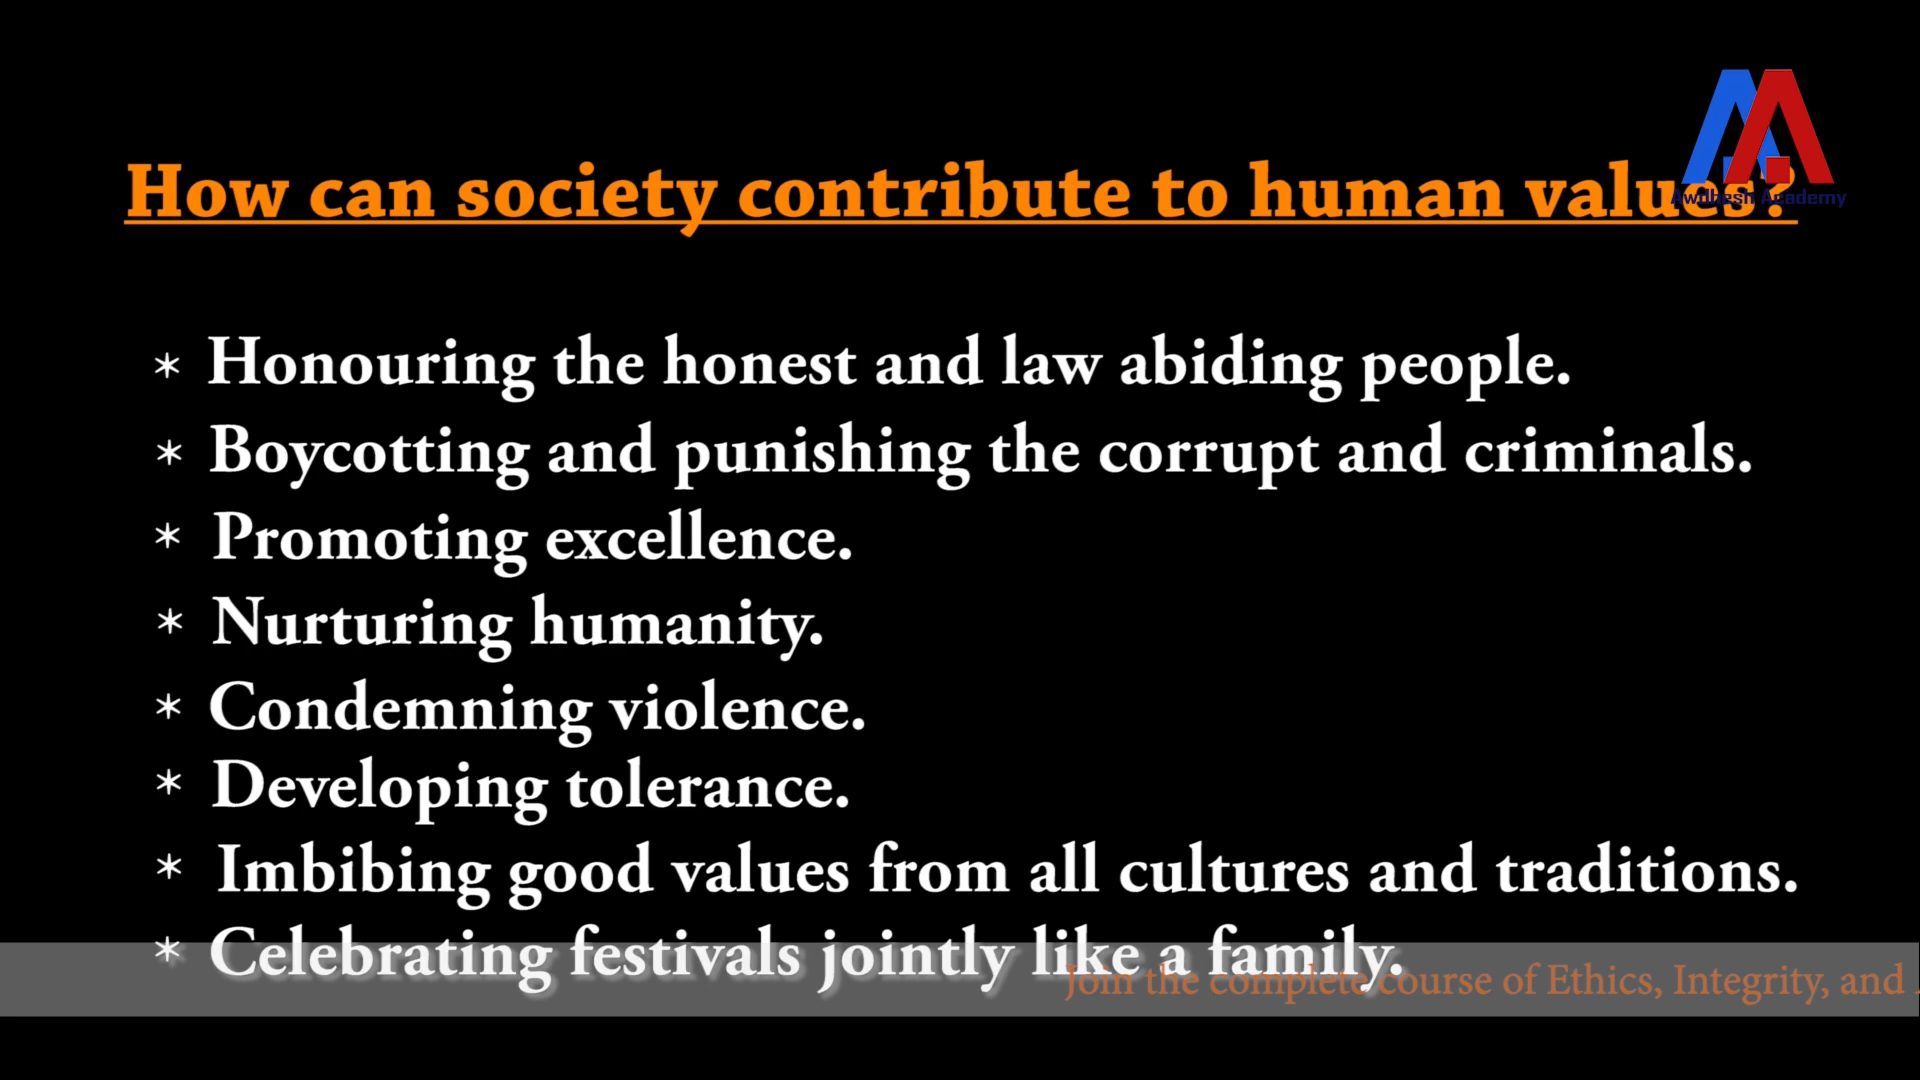 How can society contribute to human values?
Awdhesh Academy
* Honouring the honest and law abiding people.
* Boycotting and punishing the corrupt and criminals.
* Promoting excellence.
* Nurturing humanity.
* Condemning violence.
* Developing tolerance.
* Imbibing good values from all cultures and traditions.
* Celebrating festivals jointly like a family.
Join the complete course of Ethics, Integrity, and